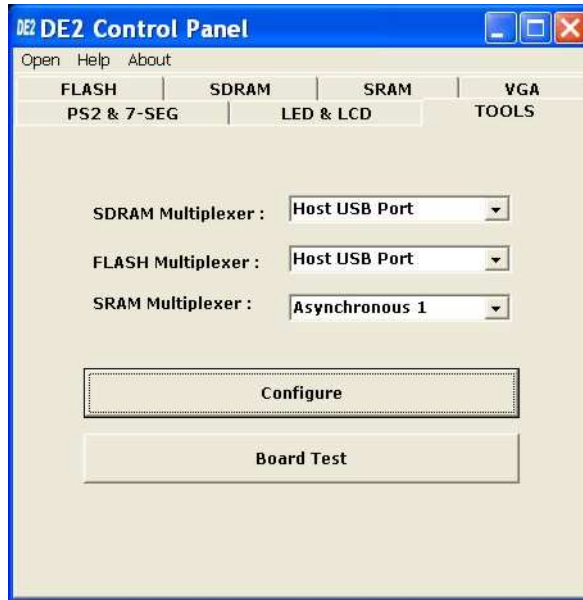 DE2 DE2 Control Panel
Open Help About
FLASH SDRAM SRAM VGA
PS2 & 7-SEG LED & LCD TOOLS
SDRAM Multiplexer : Host USB Port
FLASH Multiplexer : Host USB Port
SRAM Multiplexer : Asynchronous 1
Configure
Board Test